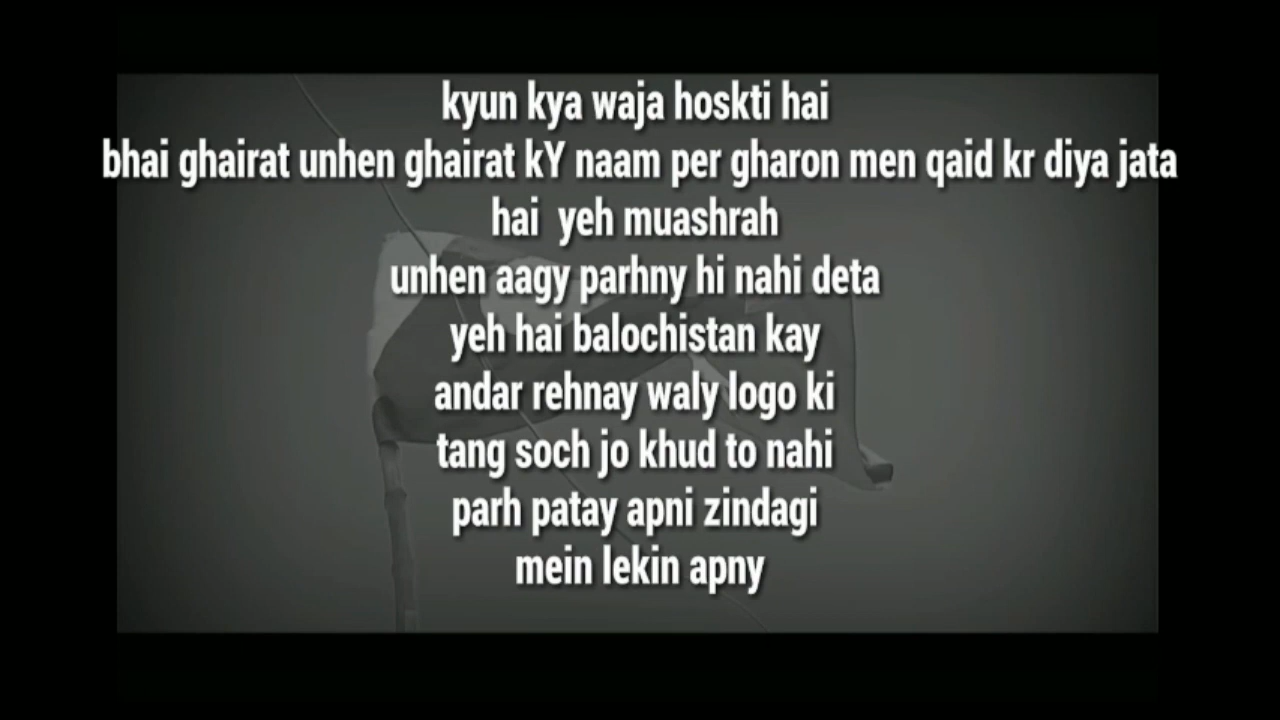 kyun kya waja hoskti hai
bhai ghairat unhen ghairat kY naam per gharon men qaid kr diya jata
hai  yeh muashrah
unhen aagy parhny hi nahi deta
yeh hai balochistan kay
andar rehnay waly logo ki
tang soch jo khud to nahi
parh patay apni zindagi
mein lekin apny